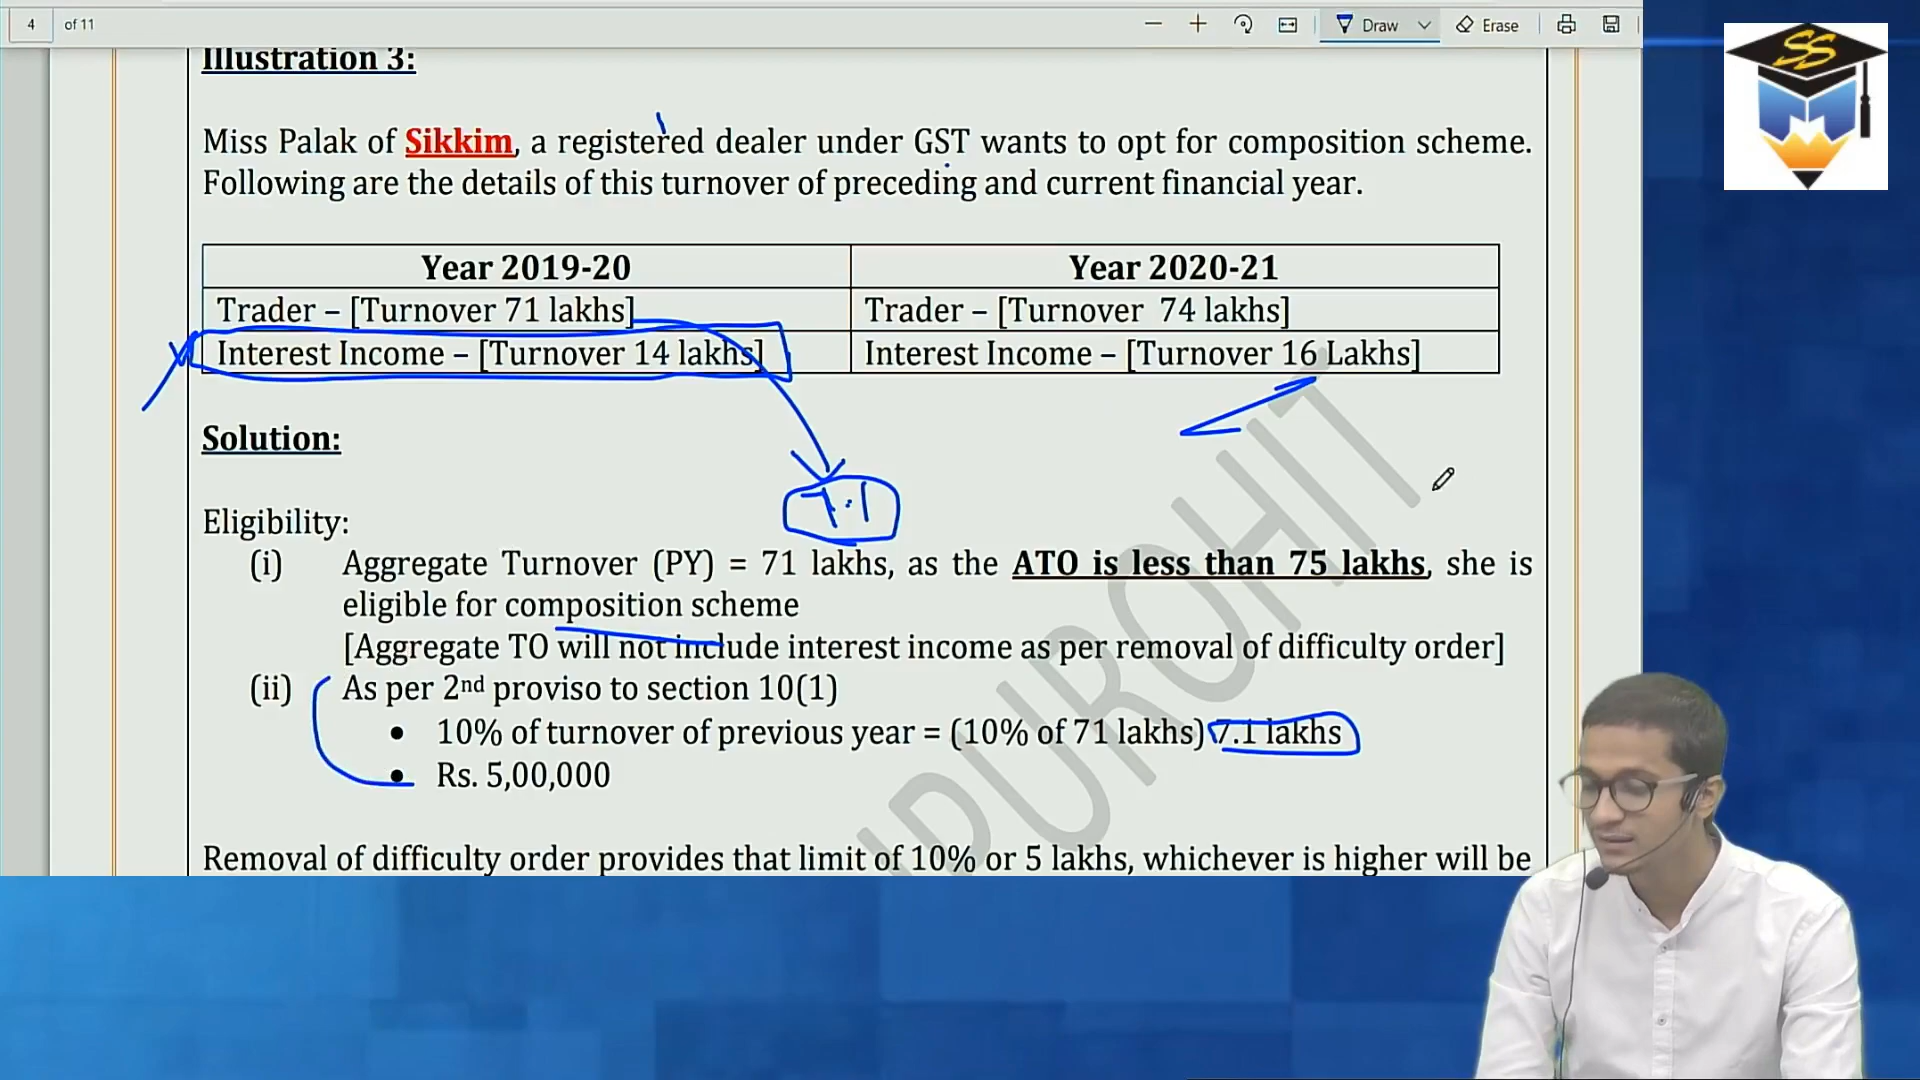 4 of 11
Draw Erase
Illustration 3:
Miss Palak of Sikkim, a registered dealer under GST wants to opt for composition scheme.
Following are the details of this turnover of preceding and current financial year.
Year 2019-20 Year 2020-21
Trader – [Turnover 71 lakhs] Trader – [Turnover 74 lakhs]
Interest Income – [Turnover 14 lakhs] Interest Income – [Turnover 16 Lakhs]
Solution:
7.1
Eligibility:
(i) Aggregate Turnover (PY) = 71 lakhs, as the ATO is less than 75 lakhs, she is
eligible for composition scheme
[Aggregate TO will not include interest income as per removal of difficulty order]
(ii) As per 2nd proviso to section 10(1)
• 10% of turnover of previous year = (10% of 71 lakhs) 7.1 lakhs
• Rs. 5,00,000
Removal of difficulty order provides that limit of 10% or 5 lakhs, whichever is higher will be
PUROHIT
SS